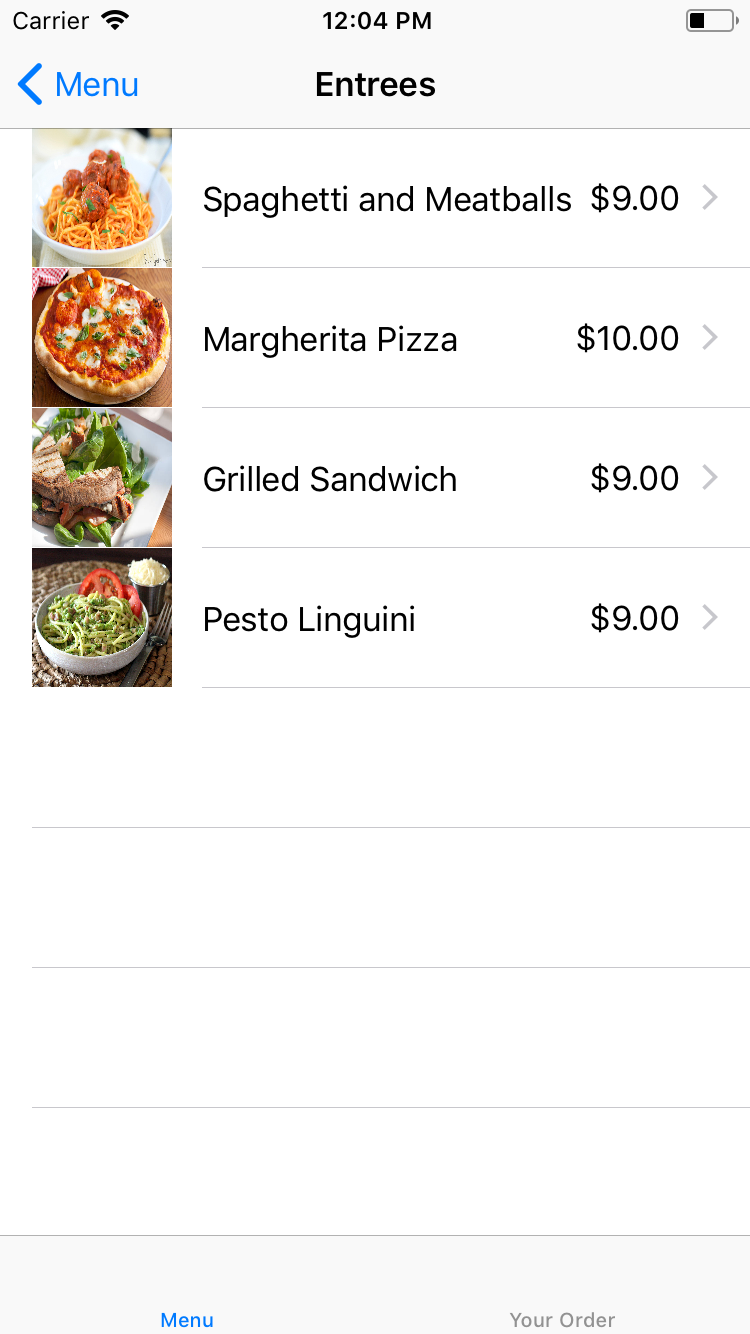 Carrier 12:04 PM
Menu Entrees
Spaghetti and Meatballs $9.00
Margherita Pizza $10.00
Grilled Sandwich $9.00
Pesto Linguini $9.00
Menu Your Order